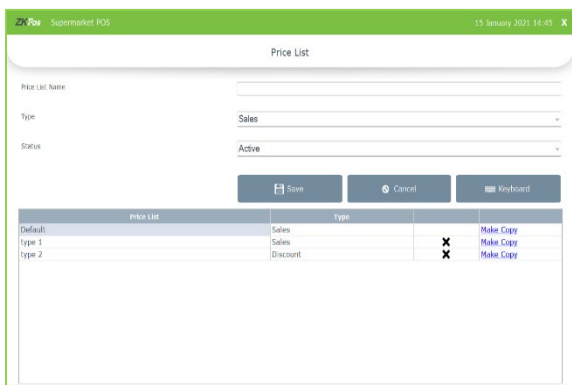 ZKPos Supermarket POS 15 January 2021 14:45 X
Price List
Price List Name
Type Sales
Status Active
Save Cancel Keyboard
Price List Type
Default Sales Make Copy
type 1 Sales Make Copy
type 2 Discount Make Copy